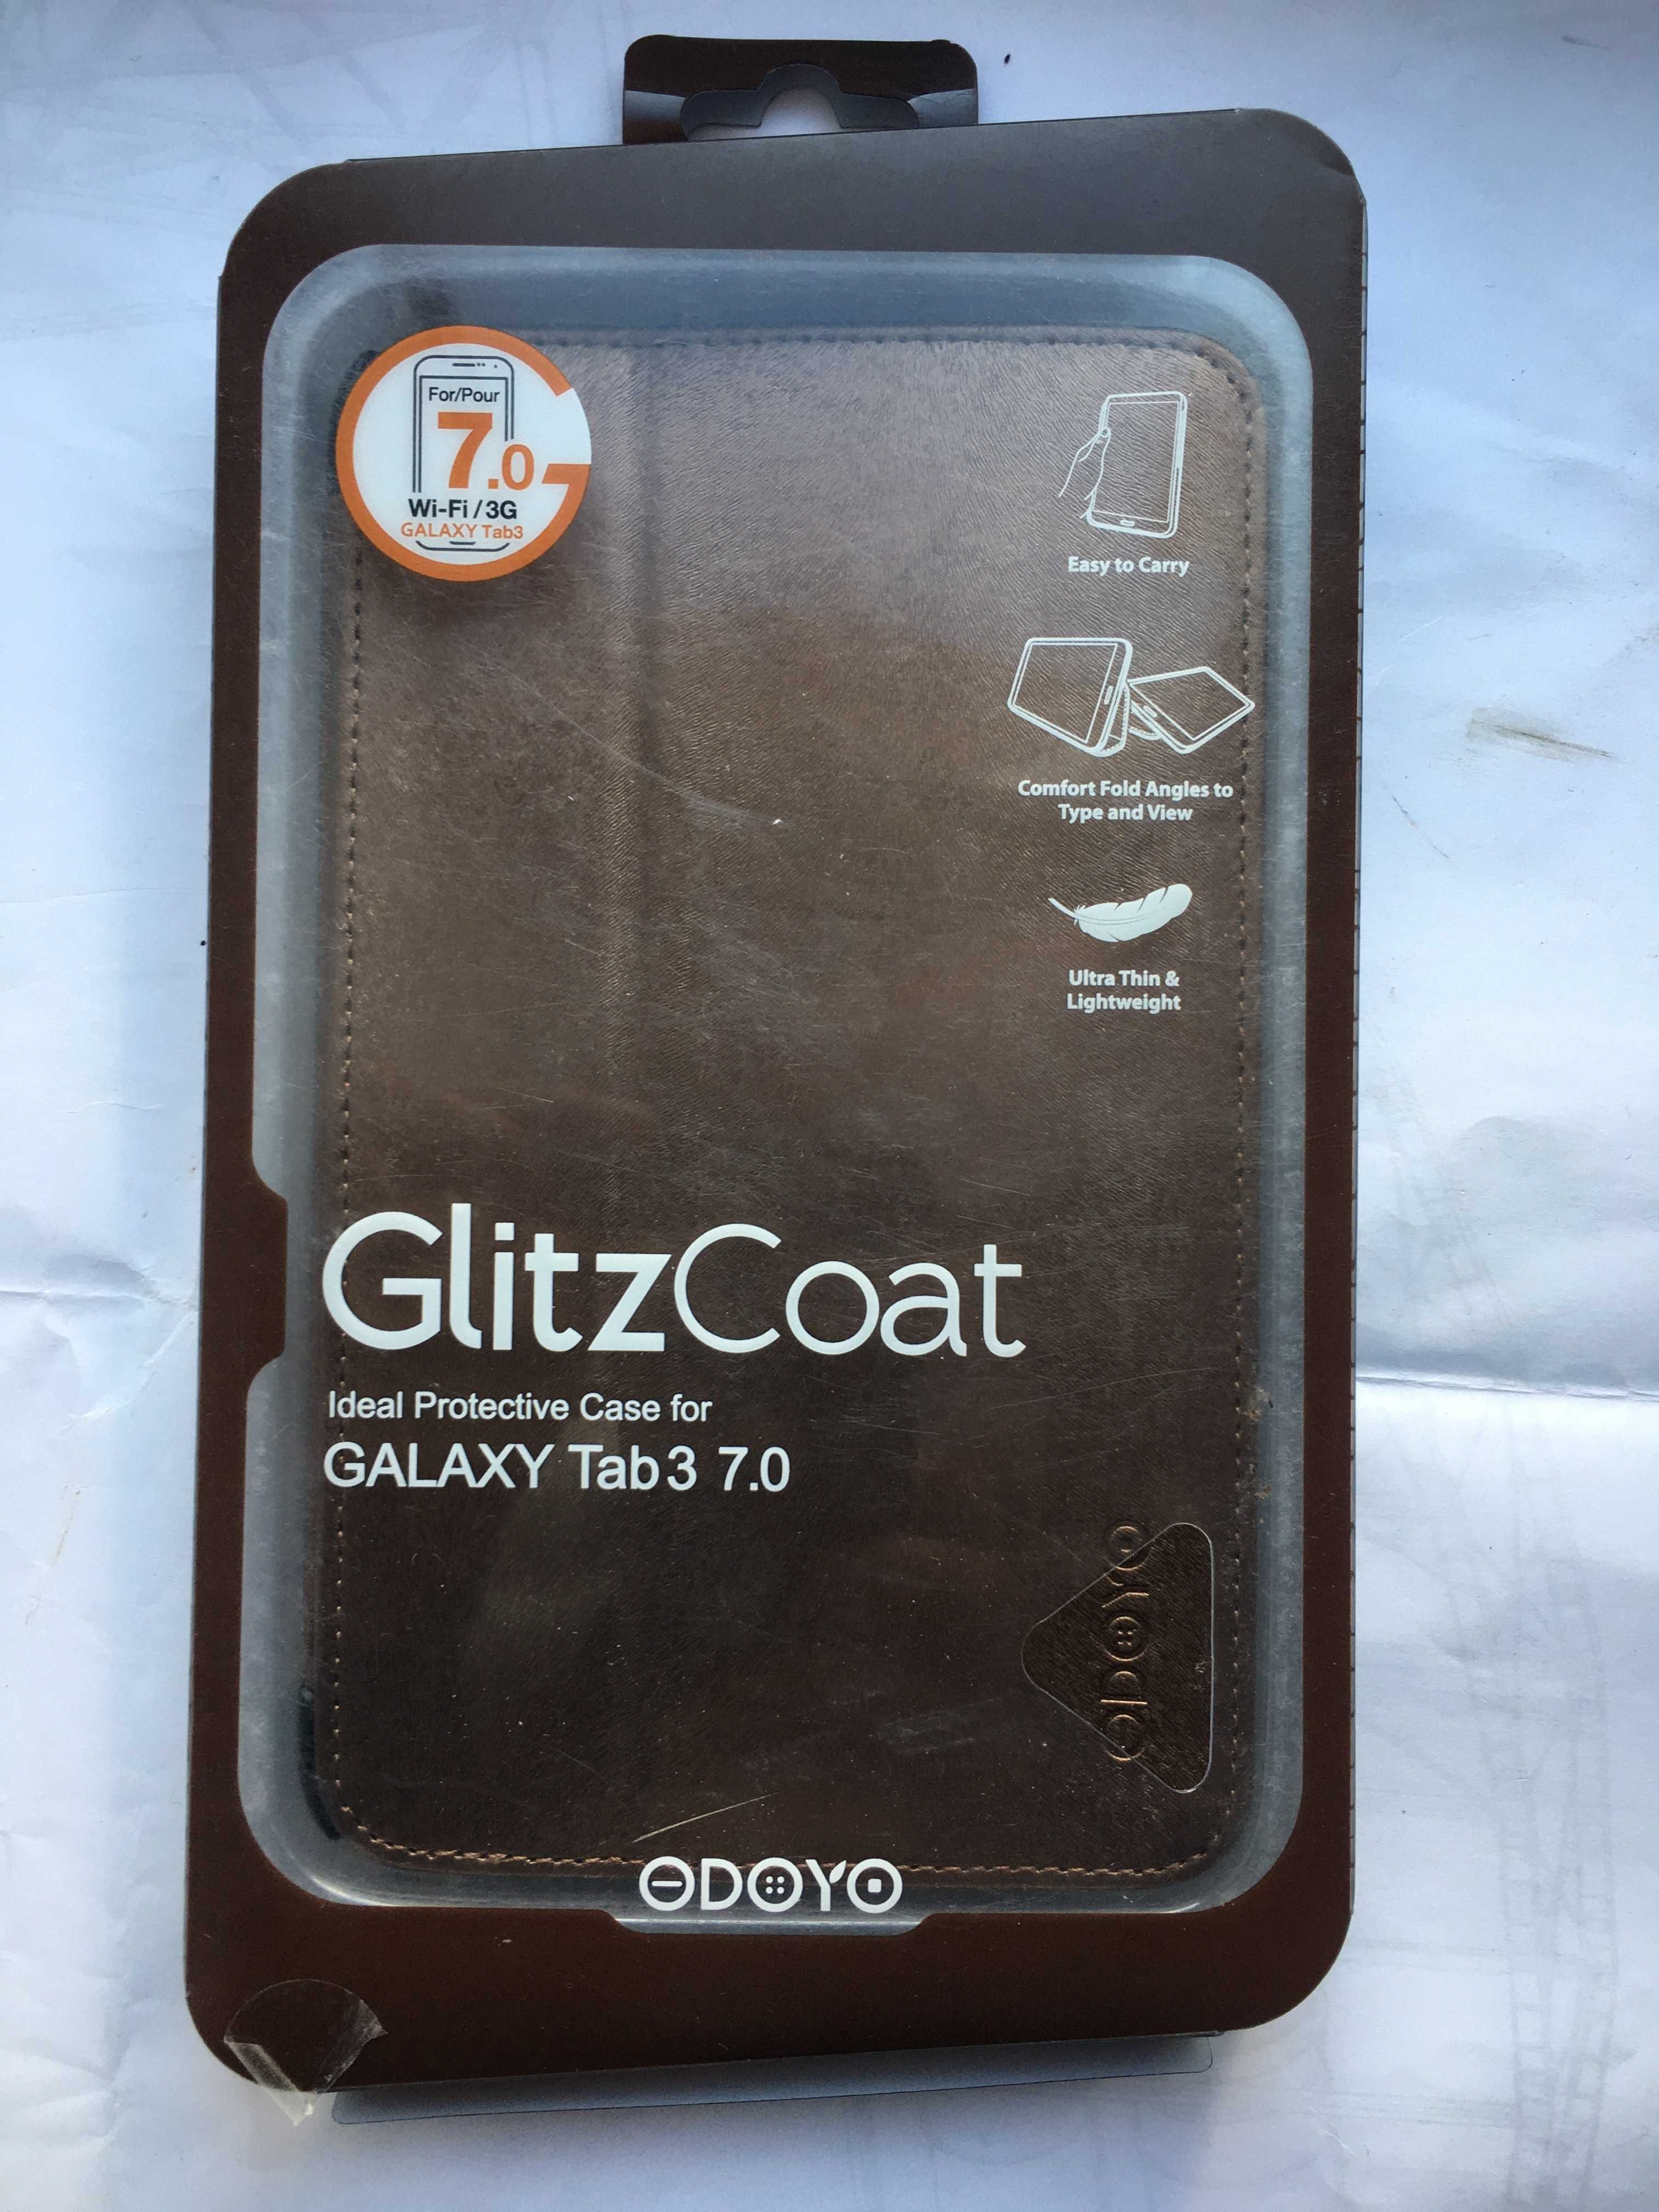 For/Pour
7.0
Wi-Fi/3G
GALAXY Tab3
Easy to Carry
Comfort Fold Angles to
Type and View
Ultra Thin &
Lightweight
GlitzCoat
Ideal Protective Case for
GALAXY Tab3 7.0
ODOYO
ODOYO